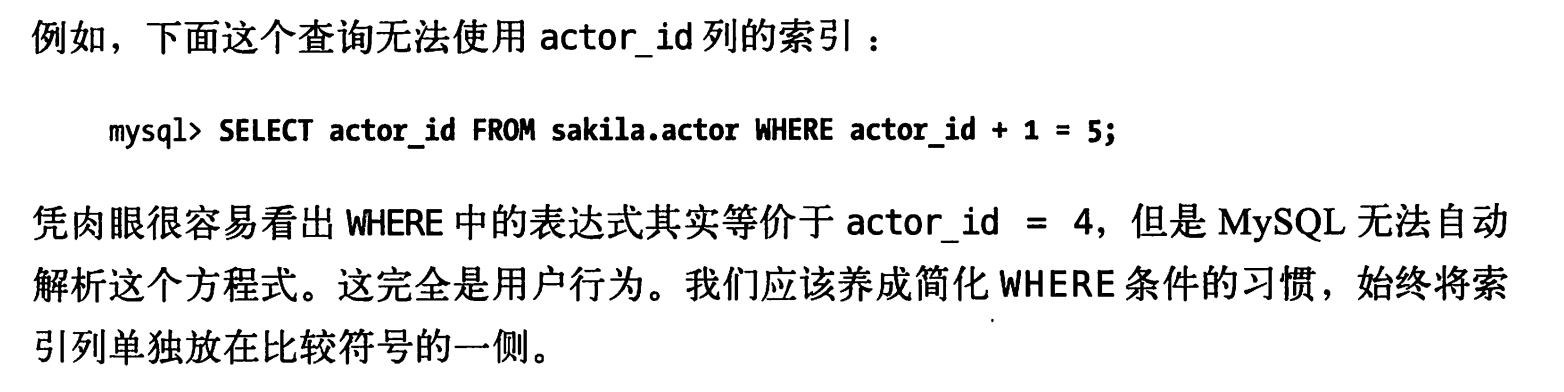 例如，下面这个查询无法使用 actor_id 列的索引：
mysql> SELECT actor_id FROM sakila.actor WHERE actor_id + 1 = 5;
凭肉眼很容易看出 WHERE 中的表达式其实等价于 actor_id = 4，但是 MySQL 无法自动
解析这个方程式。这完全是用户行为。我们应该养成简化 WHERE 条件的习惯，始终将索
引列单独放在比较符号的一侧。